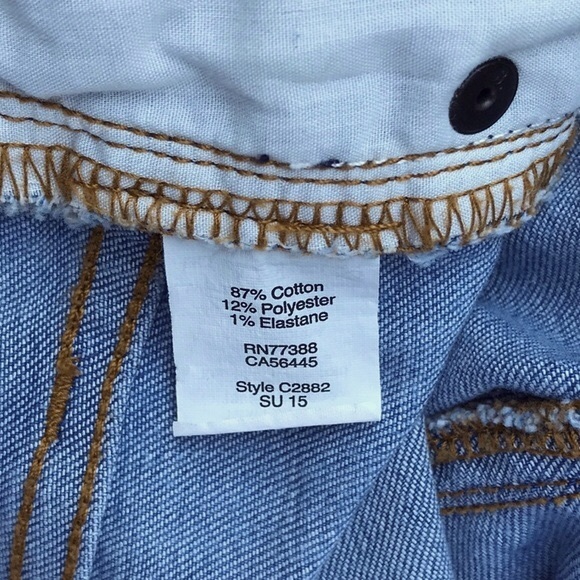 87% Cotton
12% Polyester
1% Elastane
RN77388
CA56445
Style C2882
SU 15